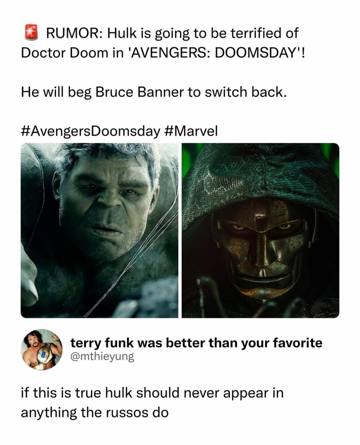 🚨 RUMOR: Hulk is going to be terrified of
Doctor Doom in 'AVENGERS: DOOMSDAY'!
He will beg Bruce Banner to switch back.
#AvengersDoomsday #Marvel
terry funk was better than your favorite
@mthieyung
if this is true hulk should never appear in
anything the russos do